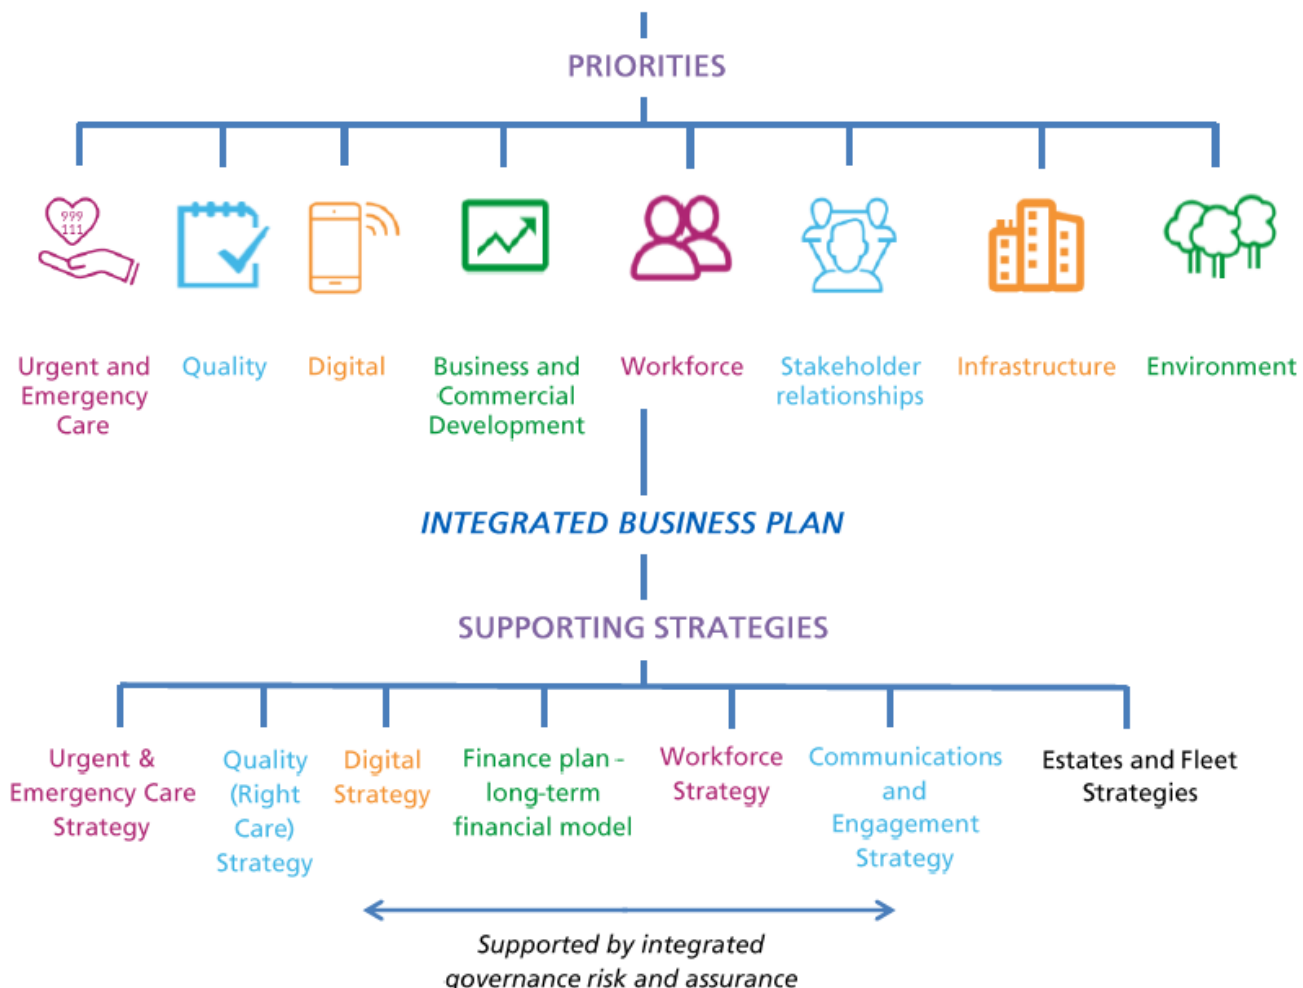 PRIORITIES
999
111
Urgent and
Emergency
Care
Quality
Digital
Business and
Commercial
Development
Workforce
Stakeholder
relationships
Infrastructure
Environment
INTEGRATED BUSINESS PLAN
SUPPORTING STRATEGIES
Urgent &
Emergency Care
Strategy
Quality
(Right
Care)
Strategy
Digital
Strategy
Finance plan -
long-term
financial model
Workforce
Strategy
Communications
and
Engagement
Strategy
Estates and Fleet
Strategies
Supported by integrated
governance risk and assurance